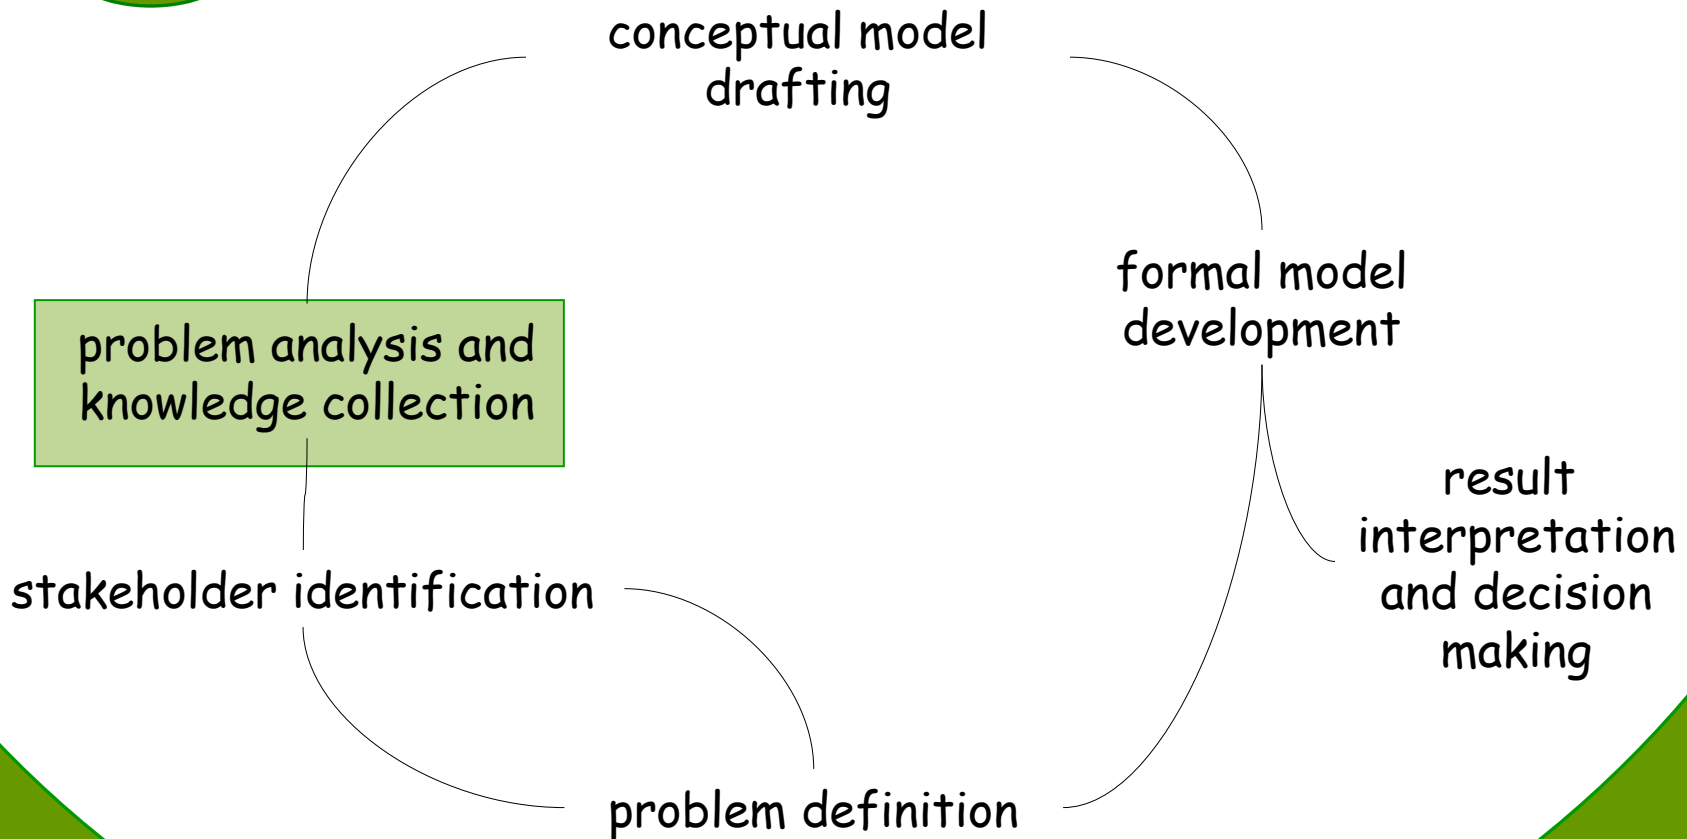 conceptual model
drafting
formal model
development
problem analysis and
knowledge collection
result
interpretation
and decision
making
stakeholder identification
problem definition